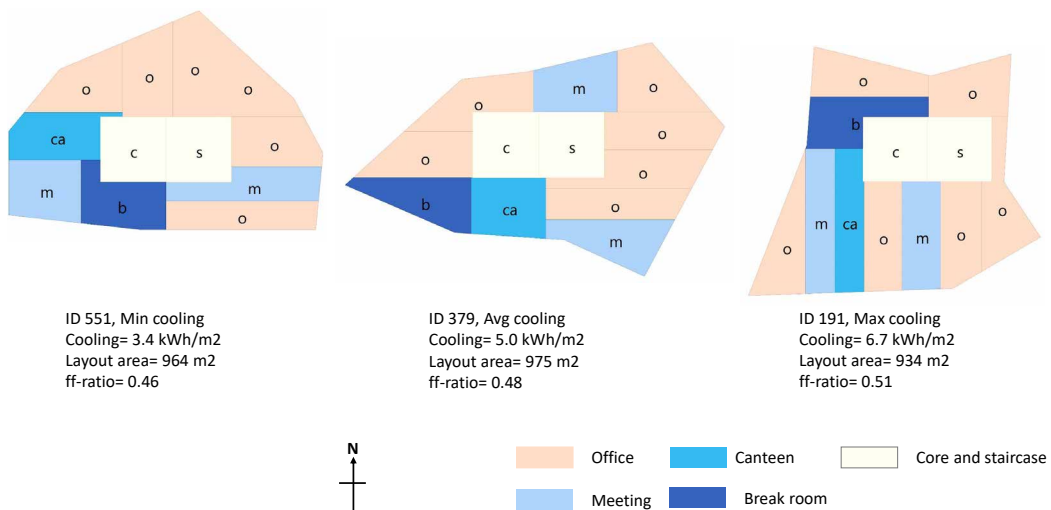 o
o
o
o
ca
c
s
o
m
m
b
o
m
o
o
o
c
s
o
b
ca
o
m
o
o
b
c
s
m
ca
o
m
o
o
o
ID 551, Min cooling
Cooling= 3.4 kWh/m2
Layout area= 964 m2
ff-ratio= 0.46
ID 379, Avg cooling
Cooling= 5.0 kWh/m2
Layout area= 975 m2
ff-ratio= 0.48
ID 191, Max cooling
Cooling= 6.7 kWh/m2
Layout area= 934 m2
ff-ratio= 0.51
N
Office
Canteen
Core and staircase
Meeting
Break room